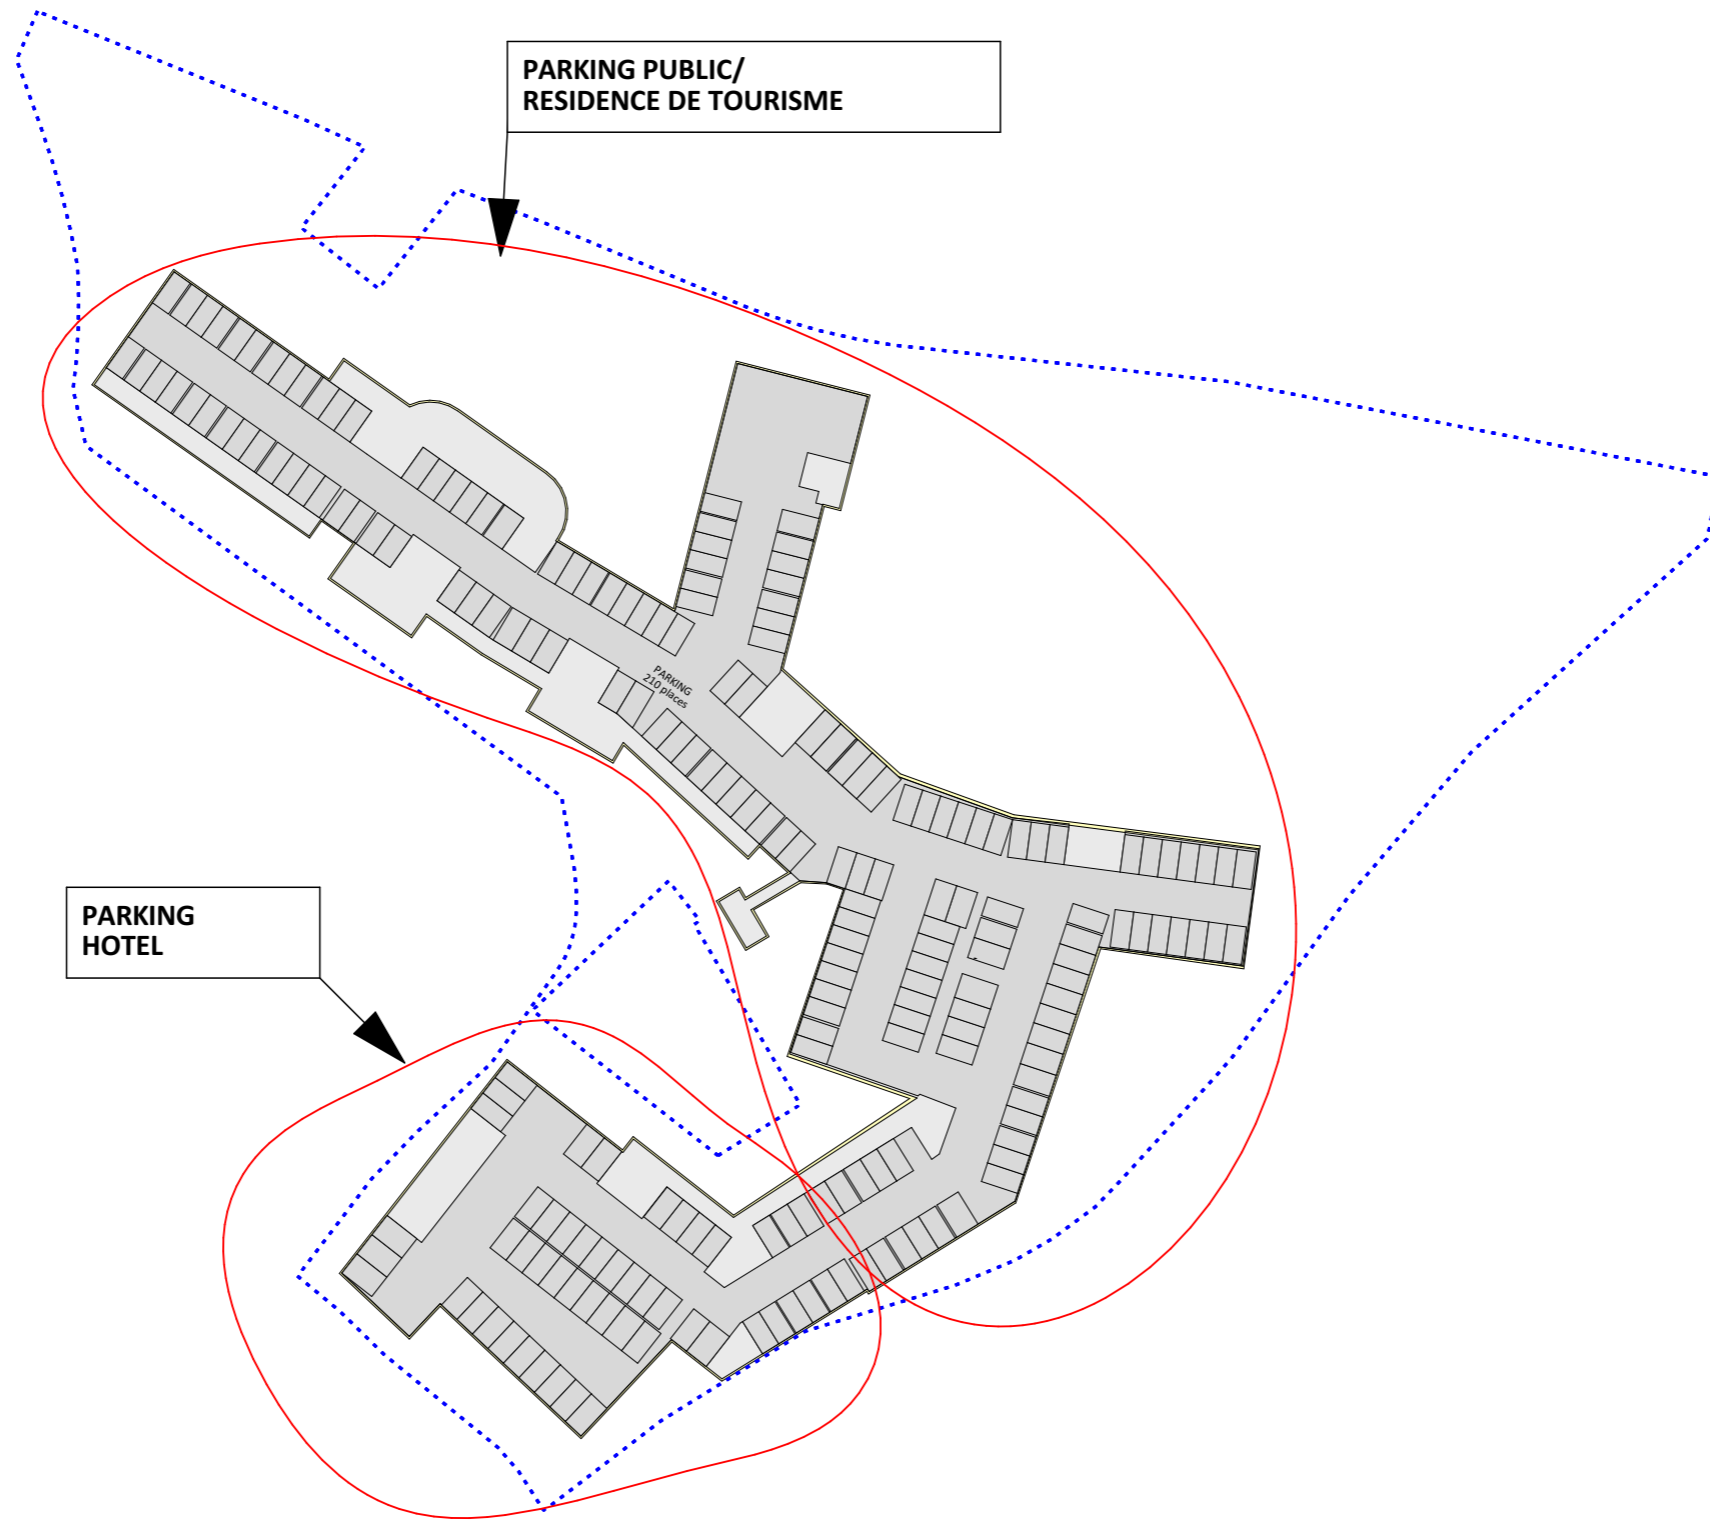 PARKING PUBLIC/
RESIDENCE DE TOURISME
PARKING
210 places
PARKING
HOTEL